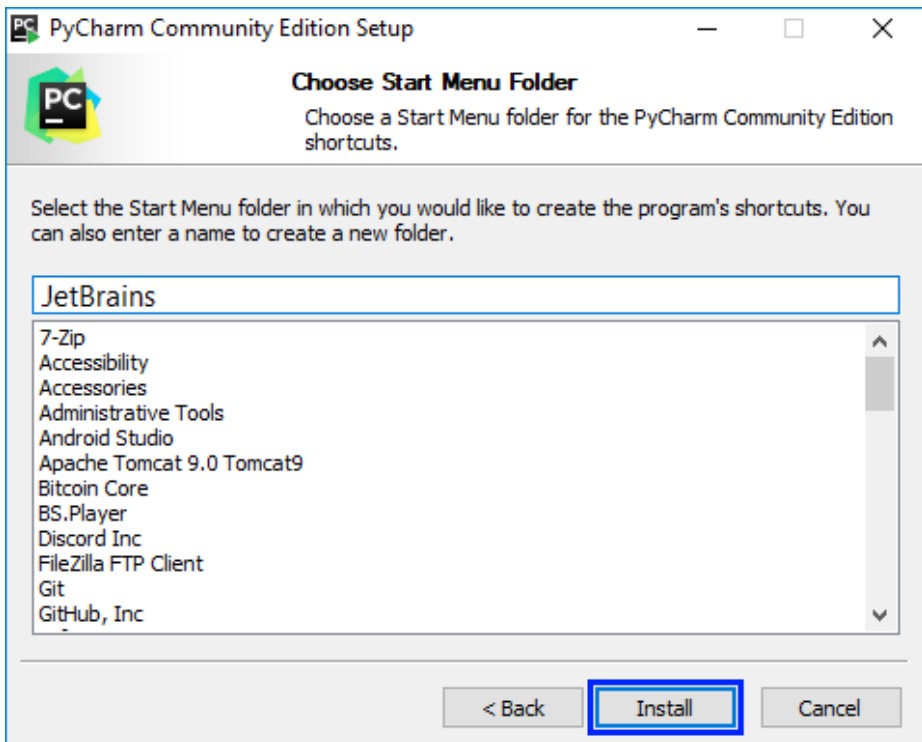 PC PyCharm Community Edition Setup
PC
Choose Start Menu Folder
Choose a Start Menu folder for the PyCharm Community Edition
shortcuts.
Select the Start Menu folder in which you would like to create the program's shortcuts. You
can also enter a name to create a new folder.
JetBrains
7-Zip
Accessibility
Accessories
Administrative Tools
Android Studio
Apache Tomcat 9.0 Tomcat9
Bitcoin Core
BS.Player
Discord Inc
FileZilla FTP Client
Git
GitHub, Inc
< Back Install Cancel